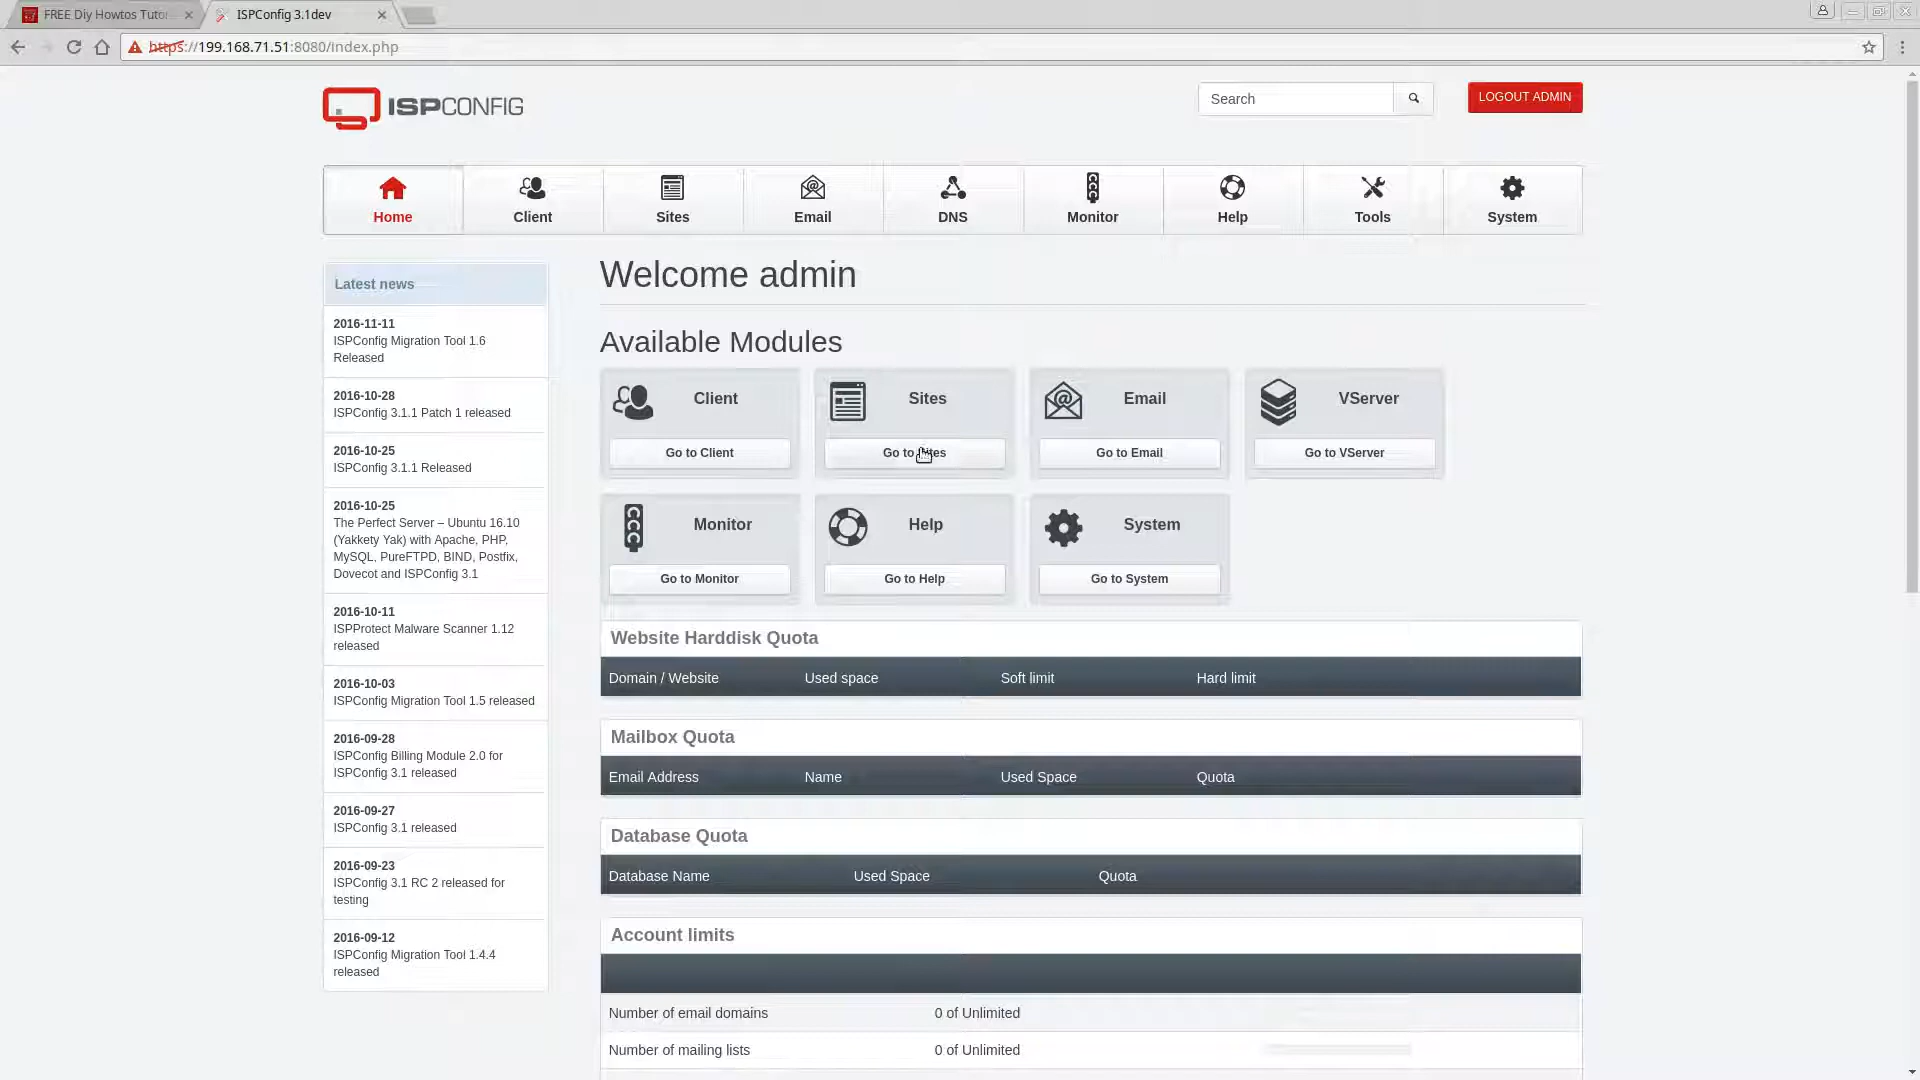 FREE Diy Howtos Tutor
ISPConfig 3.1dev
https://199.168.71.51:8080/index.php
ISPCONFIG
Search
LOGOUT ADMIN
Home
Client
Sites
Email
DNS
Monitor
Help
Tools
System
Latest news
2016-11-11
ISPConfig Migration Tool 1.6
Released
2016-10-28
ISPConfig 3.1.1 Patch 1 released
2016-10-25
ISPConfig 3.1.1 Released
2016-10-25
The Perfect Server – Ubuntu 16.10
(Yakkety Yak) with Apache, PHP,
MySQL, PureFTPD, BIND, Postfix,
Dovecot and ISPConfig 3.1
2016-10-11
ISPProtect Malware Scanner 1.12
released
2016-10-03
ISPConfig Migration Tool 1.5 released
2016-09-28
ISPConfig Billing Module 2.0 for
ISPConfig 3.1 released
2016-09-27
ISPConfig 3.1 released
2016-09-23
ISPConfig 3.1 RC 2 released for
testing
2016-09-12
ISPConfig Migration Tool 1.4.4
released
Welcome admin
Available Modules
Client
Go to Client
Sites
Go to Sites
Email
Go to Email
VServer
Go to VServer
Monitor
Go to Monitor
Help
Go to Help
System
Go to System
Website Harddisk Quota
Domain / Website Used space Soft limit Hard limit
Mailbox Quota
Email Address Name Used Space Quota
Database Quota
Database Name Used Space Quota
Account limits
Number of email domains 0 of Unlimited
Number of mailing lists 0 of Unlimited